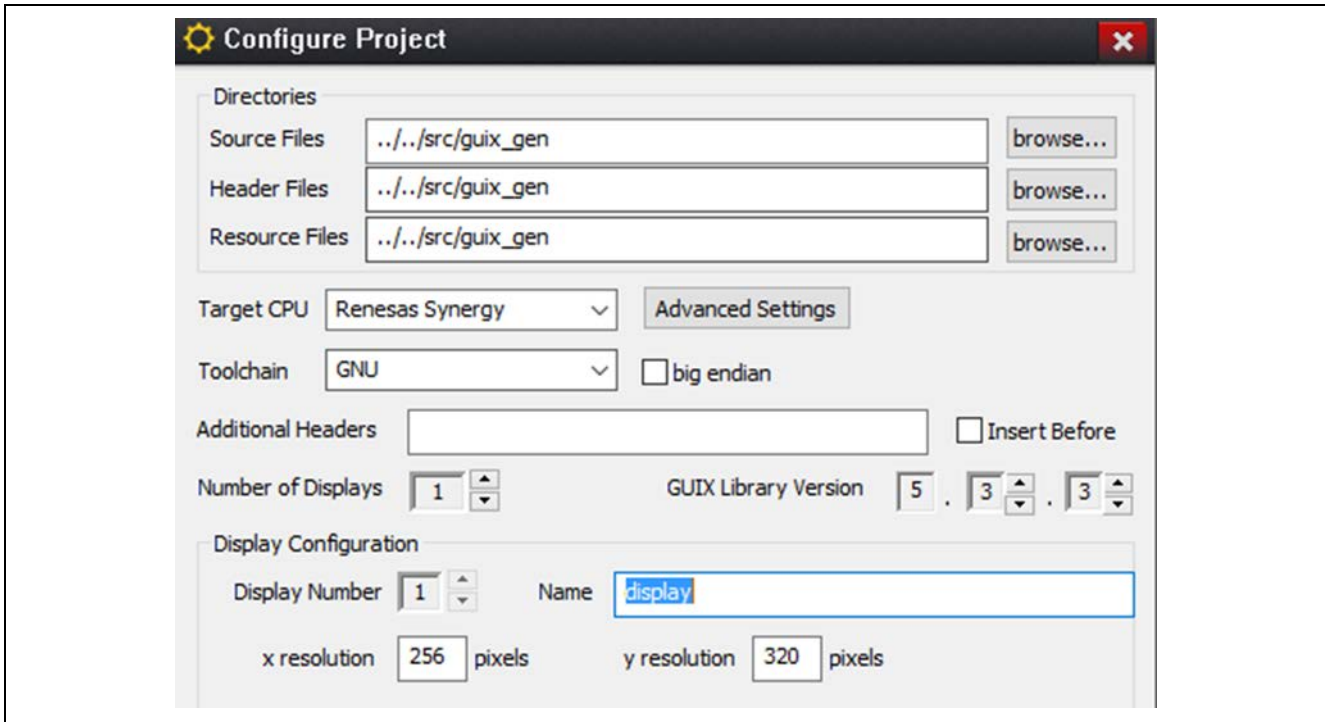 Configure Project
Directories
Source Files ../../src/guix_gen browse...
Header Files ../../src/guix_gen browse...
Resource Files ../../src/guix_gen browse...
Target CPU Renesas Synergy Advanced Settings
Toolchain GNU big endian
Additional Headers Insert Before
Number of Displays 1 GUIX Library Version 5 . 3 . 3
Display Configuration
Display Number 1 Name display
x resolution 256 pixels y resolution 320 pixels